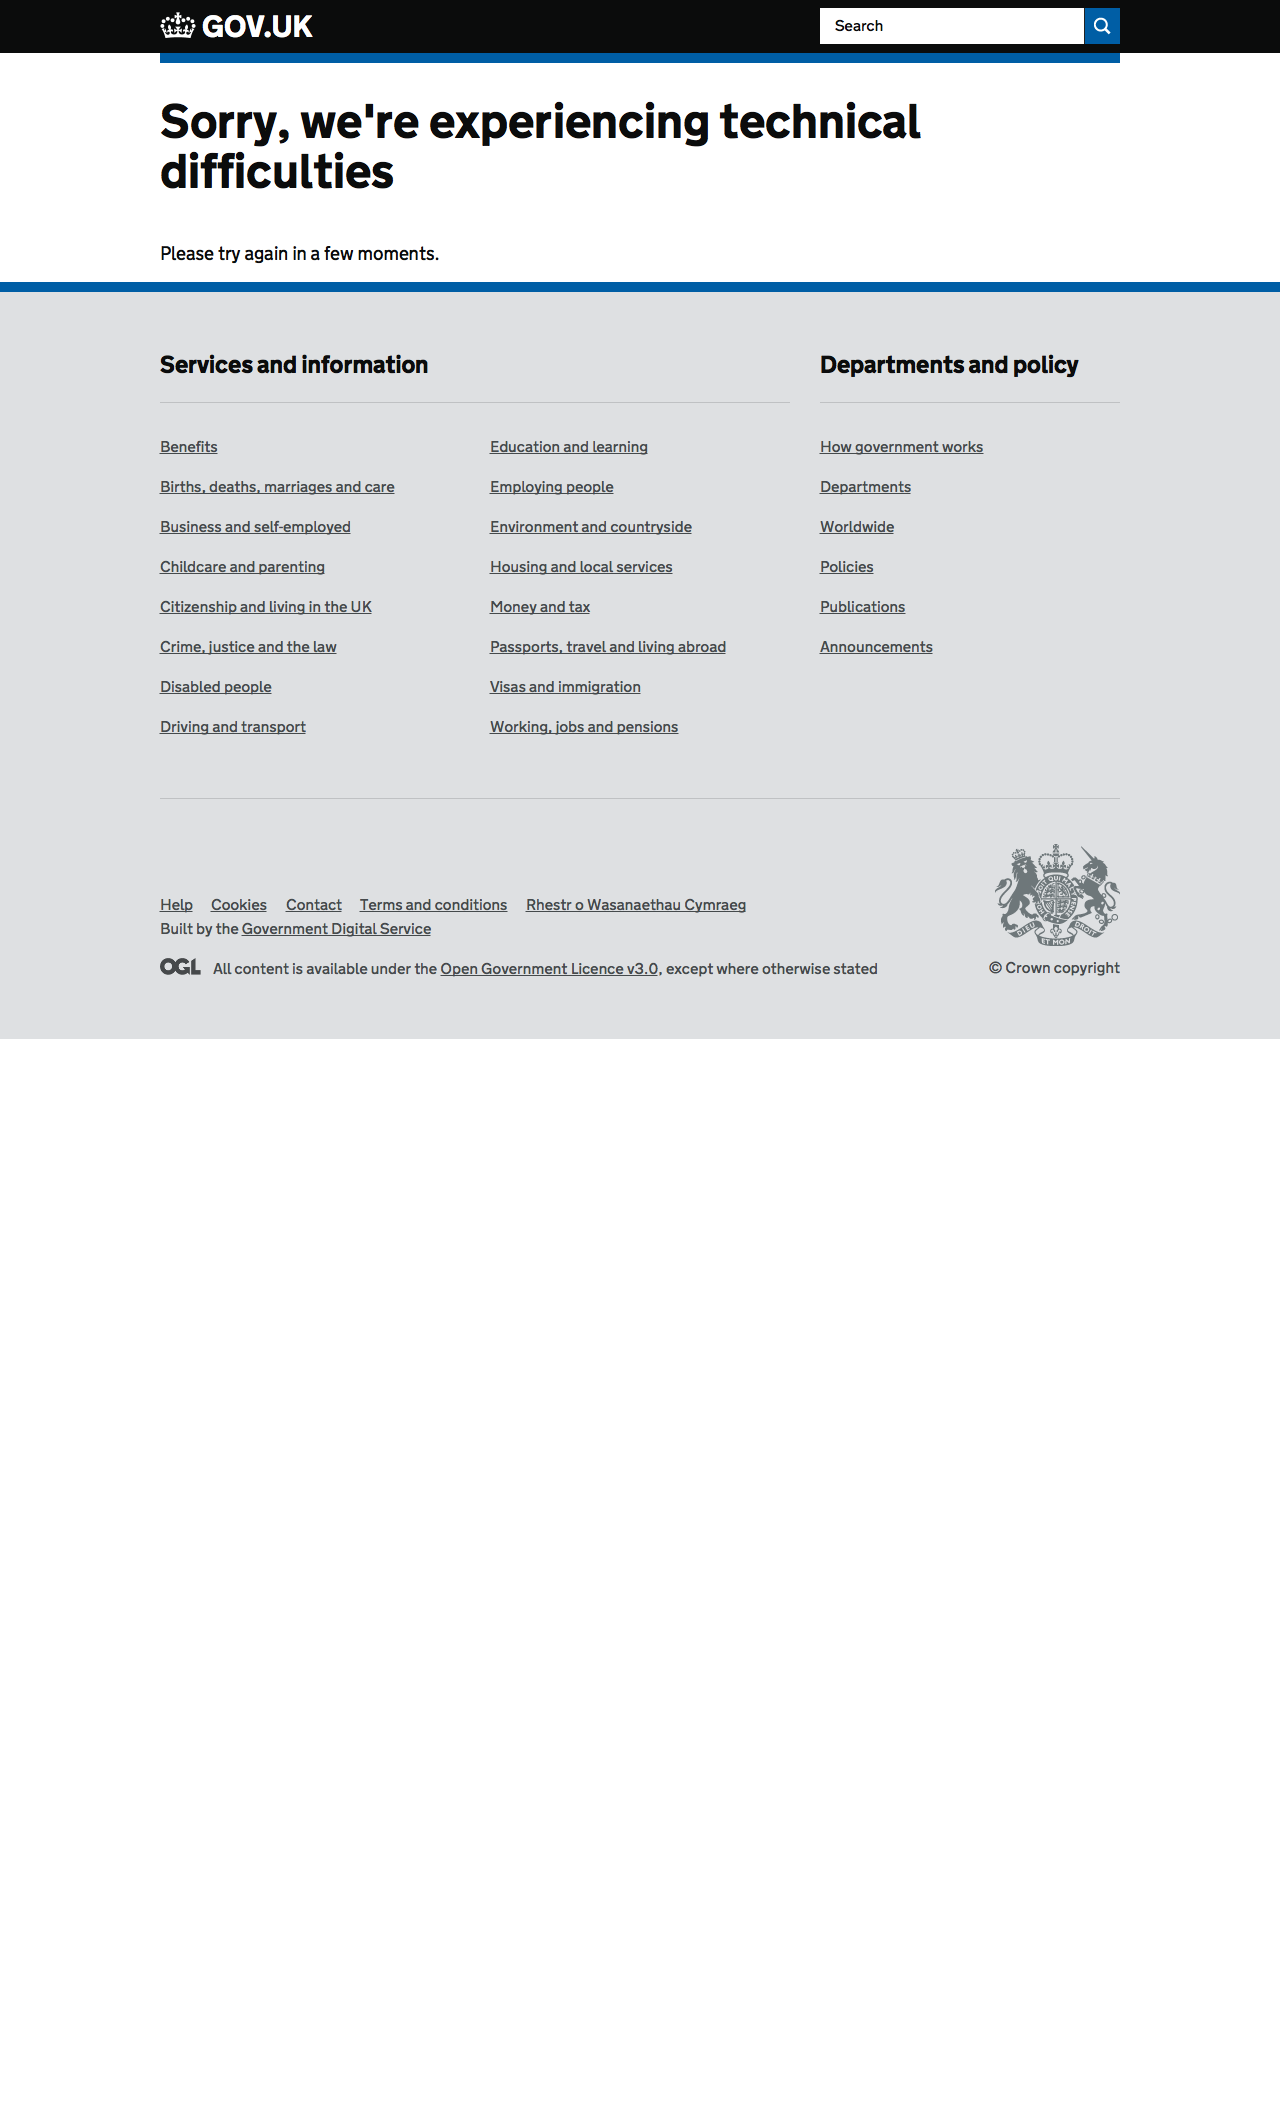 GOV.UK
Search
Sorry, we're experiencing technical
difficulties
Please try again in a few moments.
Services and information
Benefits
Births, deaths, marriages and care
Business and self-employed
Childcare and parenting
Citizenship and living in the UK
Crime, justice and the law
Disabled people
Driving and transport
Education and learning
Employing people
Environment and countryside
Housing and local services
Money and tax
Passports, travel and living abroad
Visas and immigration
Working, jobs and pensions
Departments and policy
How government works
Departments
Worldwide
Policies
Publications
Announcements
Help Cookies Contact Terms and conditions Rhestr o Wasanaethau Cymraeg
Built by the Government Digital Service
OGL All content is available under the Open Government Licence v3.0, except where otherwise stated
DIEU ET MON DROIT
© Crown copyright